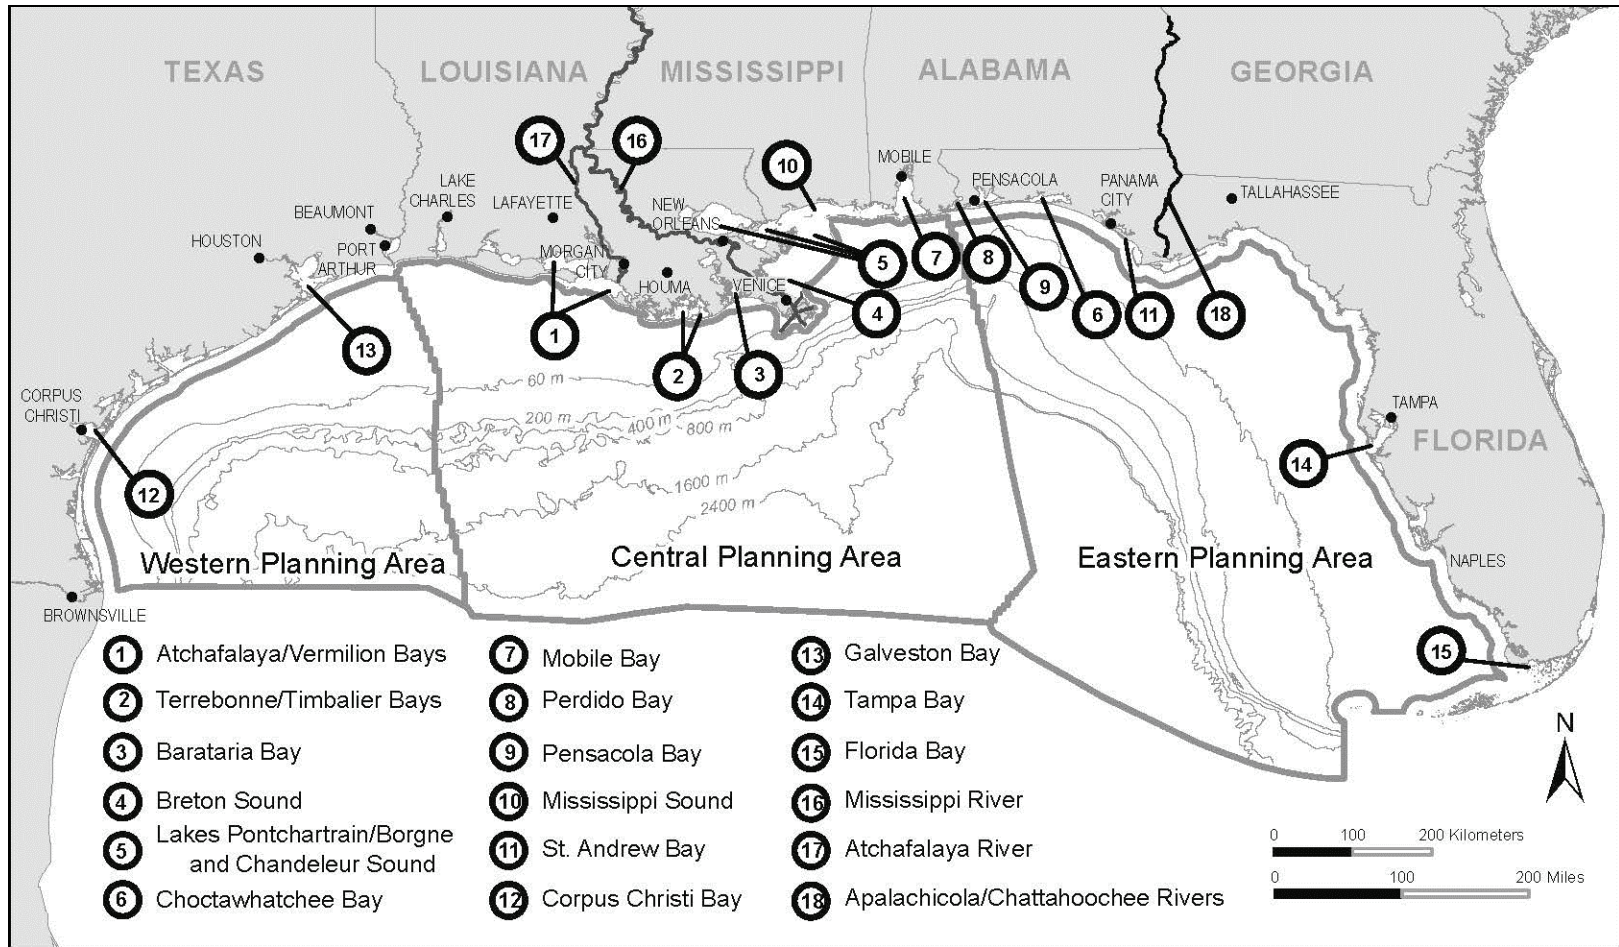 TEXAS
LOUISIANA
MISSISSIPPI
ALABAMA
GEORGIA
17
16
10
MOBILE
LAKE
CHARLES
LAFAYETTE
NEW
ORLEANS
PENSACOLA
PANAMA
CITY
TALLAHASSEE
BEAUMONT
HOUSTON
PORT
ARTHUR
MORGAN
CITY
HOUMA
VENICE
5
7
8
9
4
6
11
18
13
1
2
3
60 m
200 m
400 m
800 m
1600 m
2400 m
CORPUS
CHRISTI
12
TAMPA
FLORIDA
14
Western Planning Area
Central Planning Area
Eastern Planning Area
NAPLES
BROWNSVILLE
15
1 Atchafalaya/Vermilion Bays
2 Terrebonne/Timbalier Bays
3 Barataria Bay
4 Breton Sound
5 Lakes Pontchartrain/Borgne
and Chandeleur Sound
6 Choctawhatchee Bay
7 Mobile Bay
8 Perdido Bay
9 Pensacola Bay
10 Mississippi Sound
11 St. Andrew Bay
12 Corpus Christi Bay
13 Galveston Bay
14 Tampa Bay
15 Florida Bay
16 Mississippi River
17 Atchafalaya River
18 Apalachicola/Chattahoochee Rivers
N
0 100 200 Kilometers
0 100 200 Miles